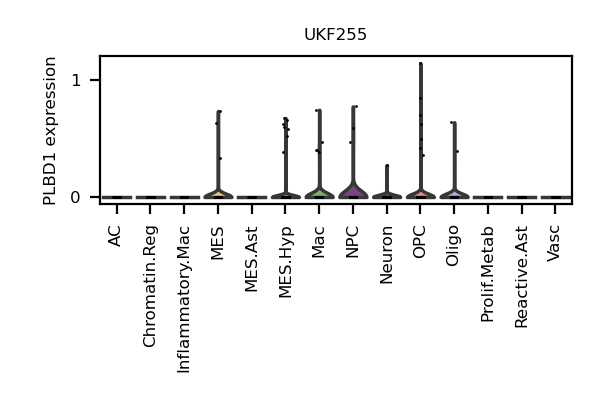 UKF255
PLBD1 expression
1
0
AC
Chromatin.Reg
Inflammatory.Mac
MES
MES.Ast
MES.Hyp
Mac
NPC
Neuron
OPC
Oligo
Prolif.Metab
Reactive.Ast
Vasc